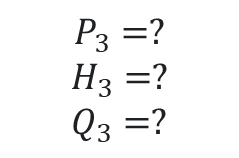 P₃ =?
H₃ =?
Q₃ =?